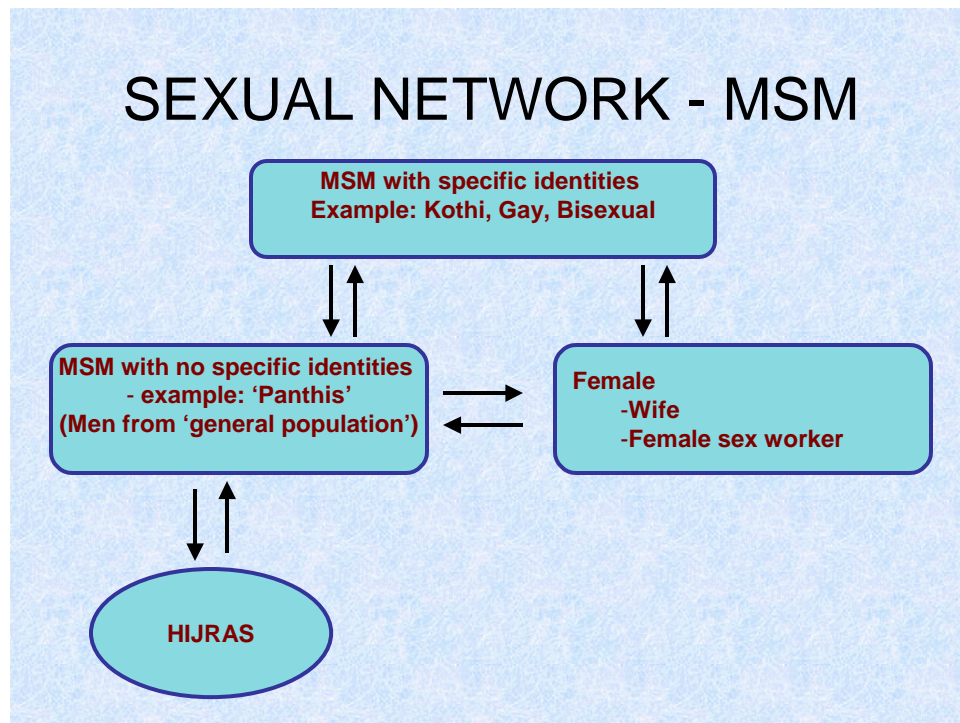 SEXUAL NETWORK - MSM
MSM with specific identities
Example: Kothi, Gay, Bisexual
MSM with no specific identities
- example: ‘Panthis’
(Men from ‘general population’)
Female
-Wife
-Female sex worker
HIJRAS